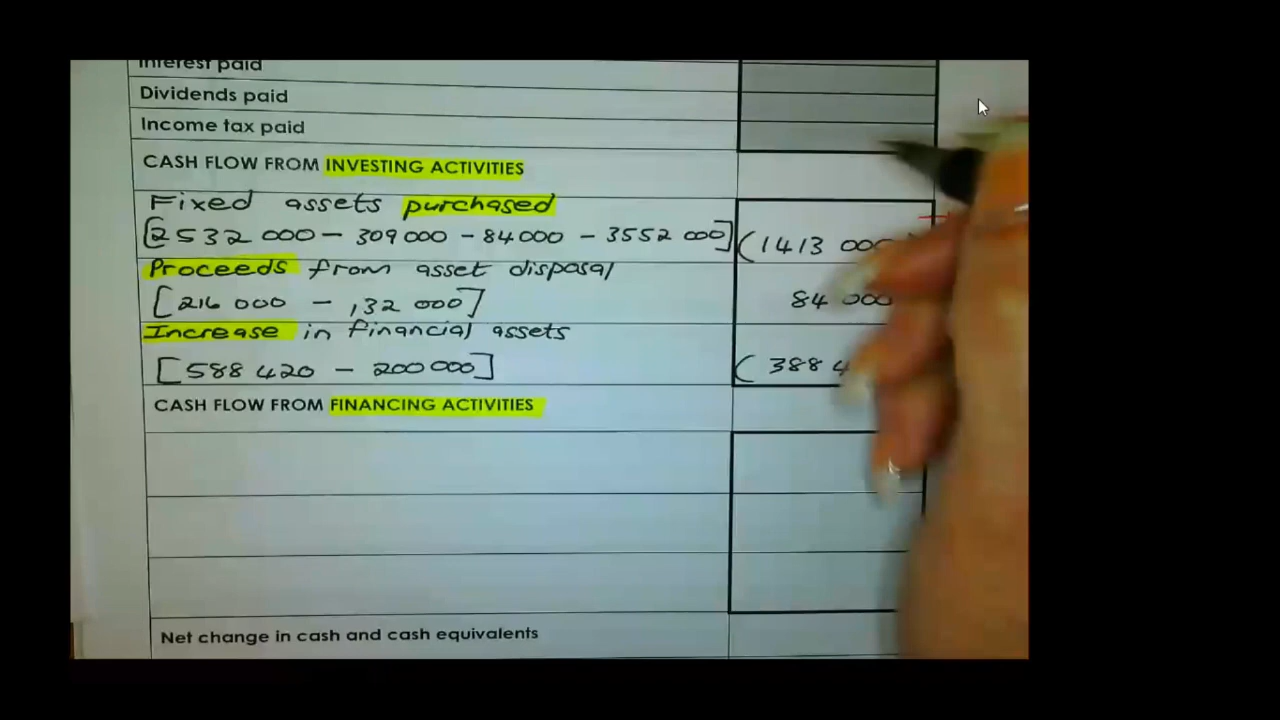 Interest paid
Dividends paid
Income tax paid
CASH FLOW FROM INVESTING ACTIVITIES
Fixed assets purchased
[2532 000 - 309 000 - 84 000 - 3552 000] (1413 000
Proceeds from asset disposal
[216 000 - 132 000] 84 000
Increase in financial assets
[588 420 - 200 000] ( 388 4
CASH FLOW FROM FINANCING ACTIVITIES
Net change in cash and cash equivalents